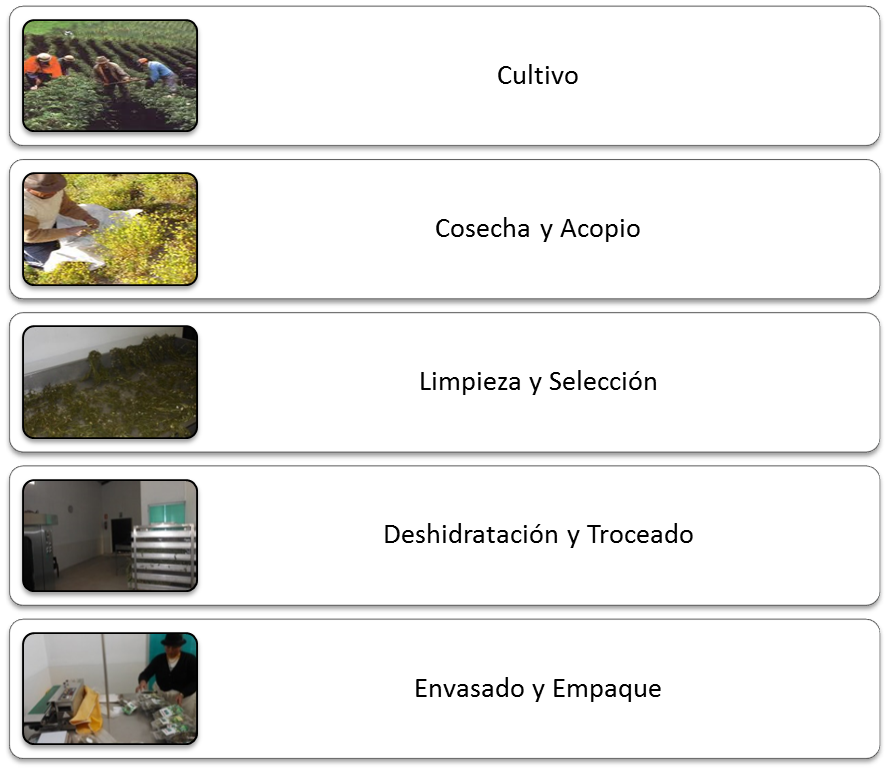 Cultivo
Cosecha y Acopio
Limpieza y Selección
Deshidratación y Troceado
Envasado y Empaque